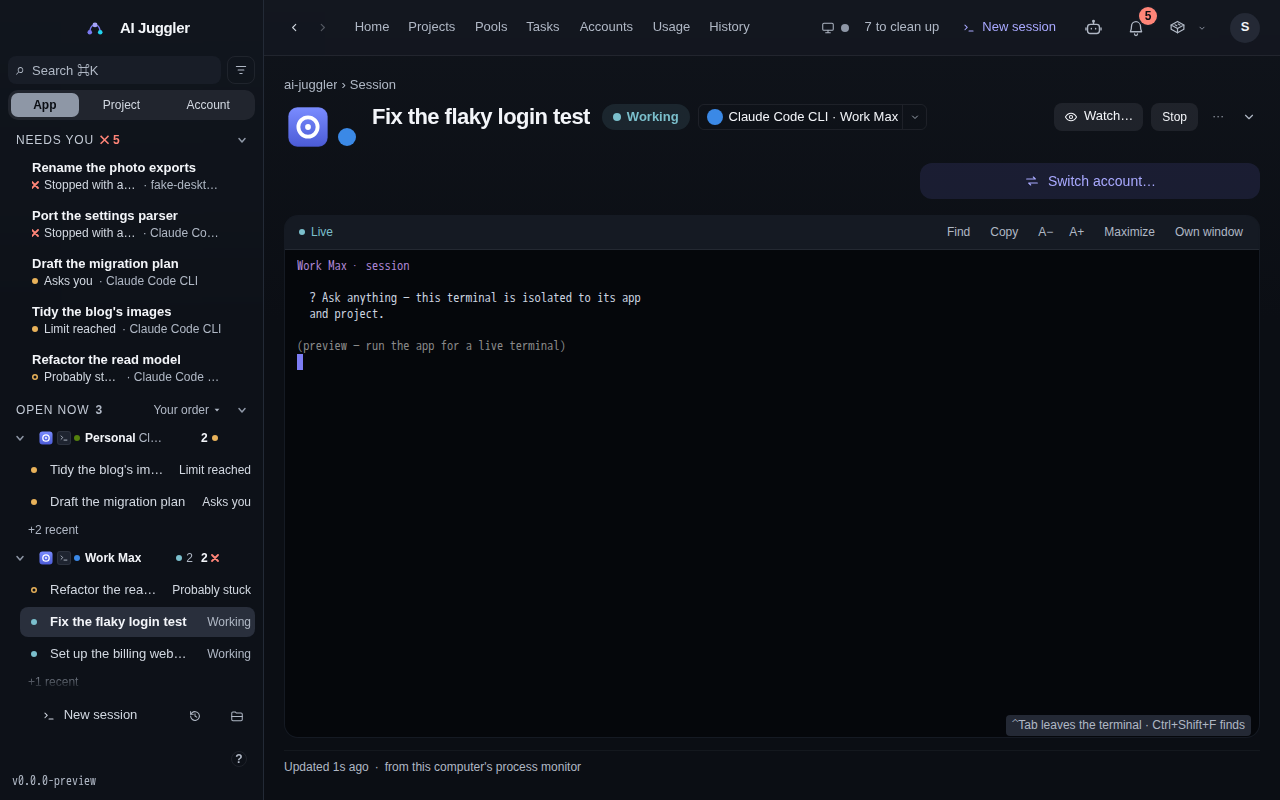 AI Juggler
Search ⌘K
App Project Account
NEEDS YOU 5
Rename the photo exports
Stopped with a… · fake-deskt…
Port the settings parser
Stopped with a… · Claude Co…
Draft the migration plan
Asks you · Claude Code CLI
Tidy the blog's images
Limit reached · Claude Code CLI
Refactor the read model
Probably st… · Claude Code …
OPEN NOW 3 Your order
Personal Cl… 2
Tidy the blog's im… Limit reached
Draft the migration plan Asks you
+2 recent
Work Max 2 2
Refactor the rea… Probably stuck
Fix the flaky login test Working
Set up the billing web… Working
+1 recent
New session
?
v0.0.0-preview
Home Projects Pools Tasks Accounts Usage History
7 to clean up
New session
5
S
ai-juggler › Session
Fix the flaky login test
Working
Claude Code CLI · Work Max
Watch…
Stop
Switch account…
Live
Find Copy A− A+ Maximize Own window
Work Max · session
? Ask anything — this terminal is isolated to its app
and project.
(preview — run the app for a live terminal)
^Tab leaves the terminal · Ctrl+Shift+F finds
Updated 1s ago · from this computer's process monitor